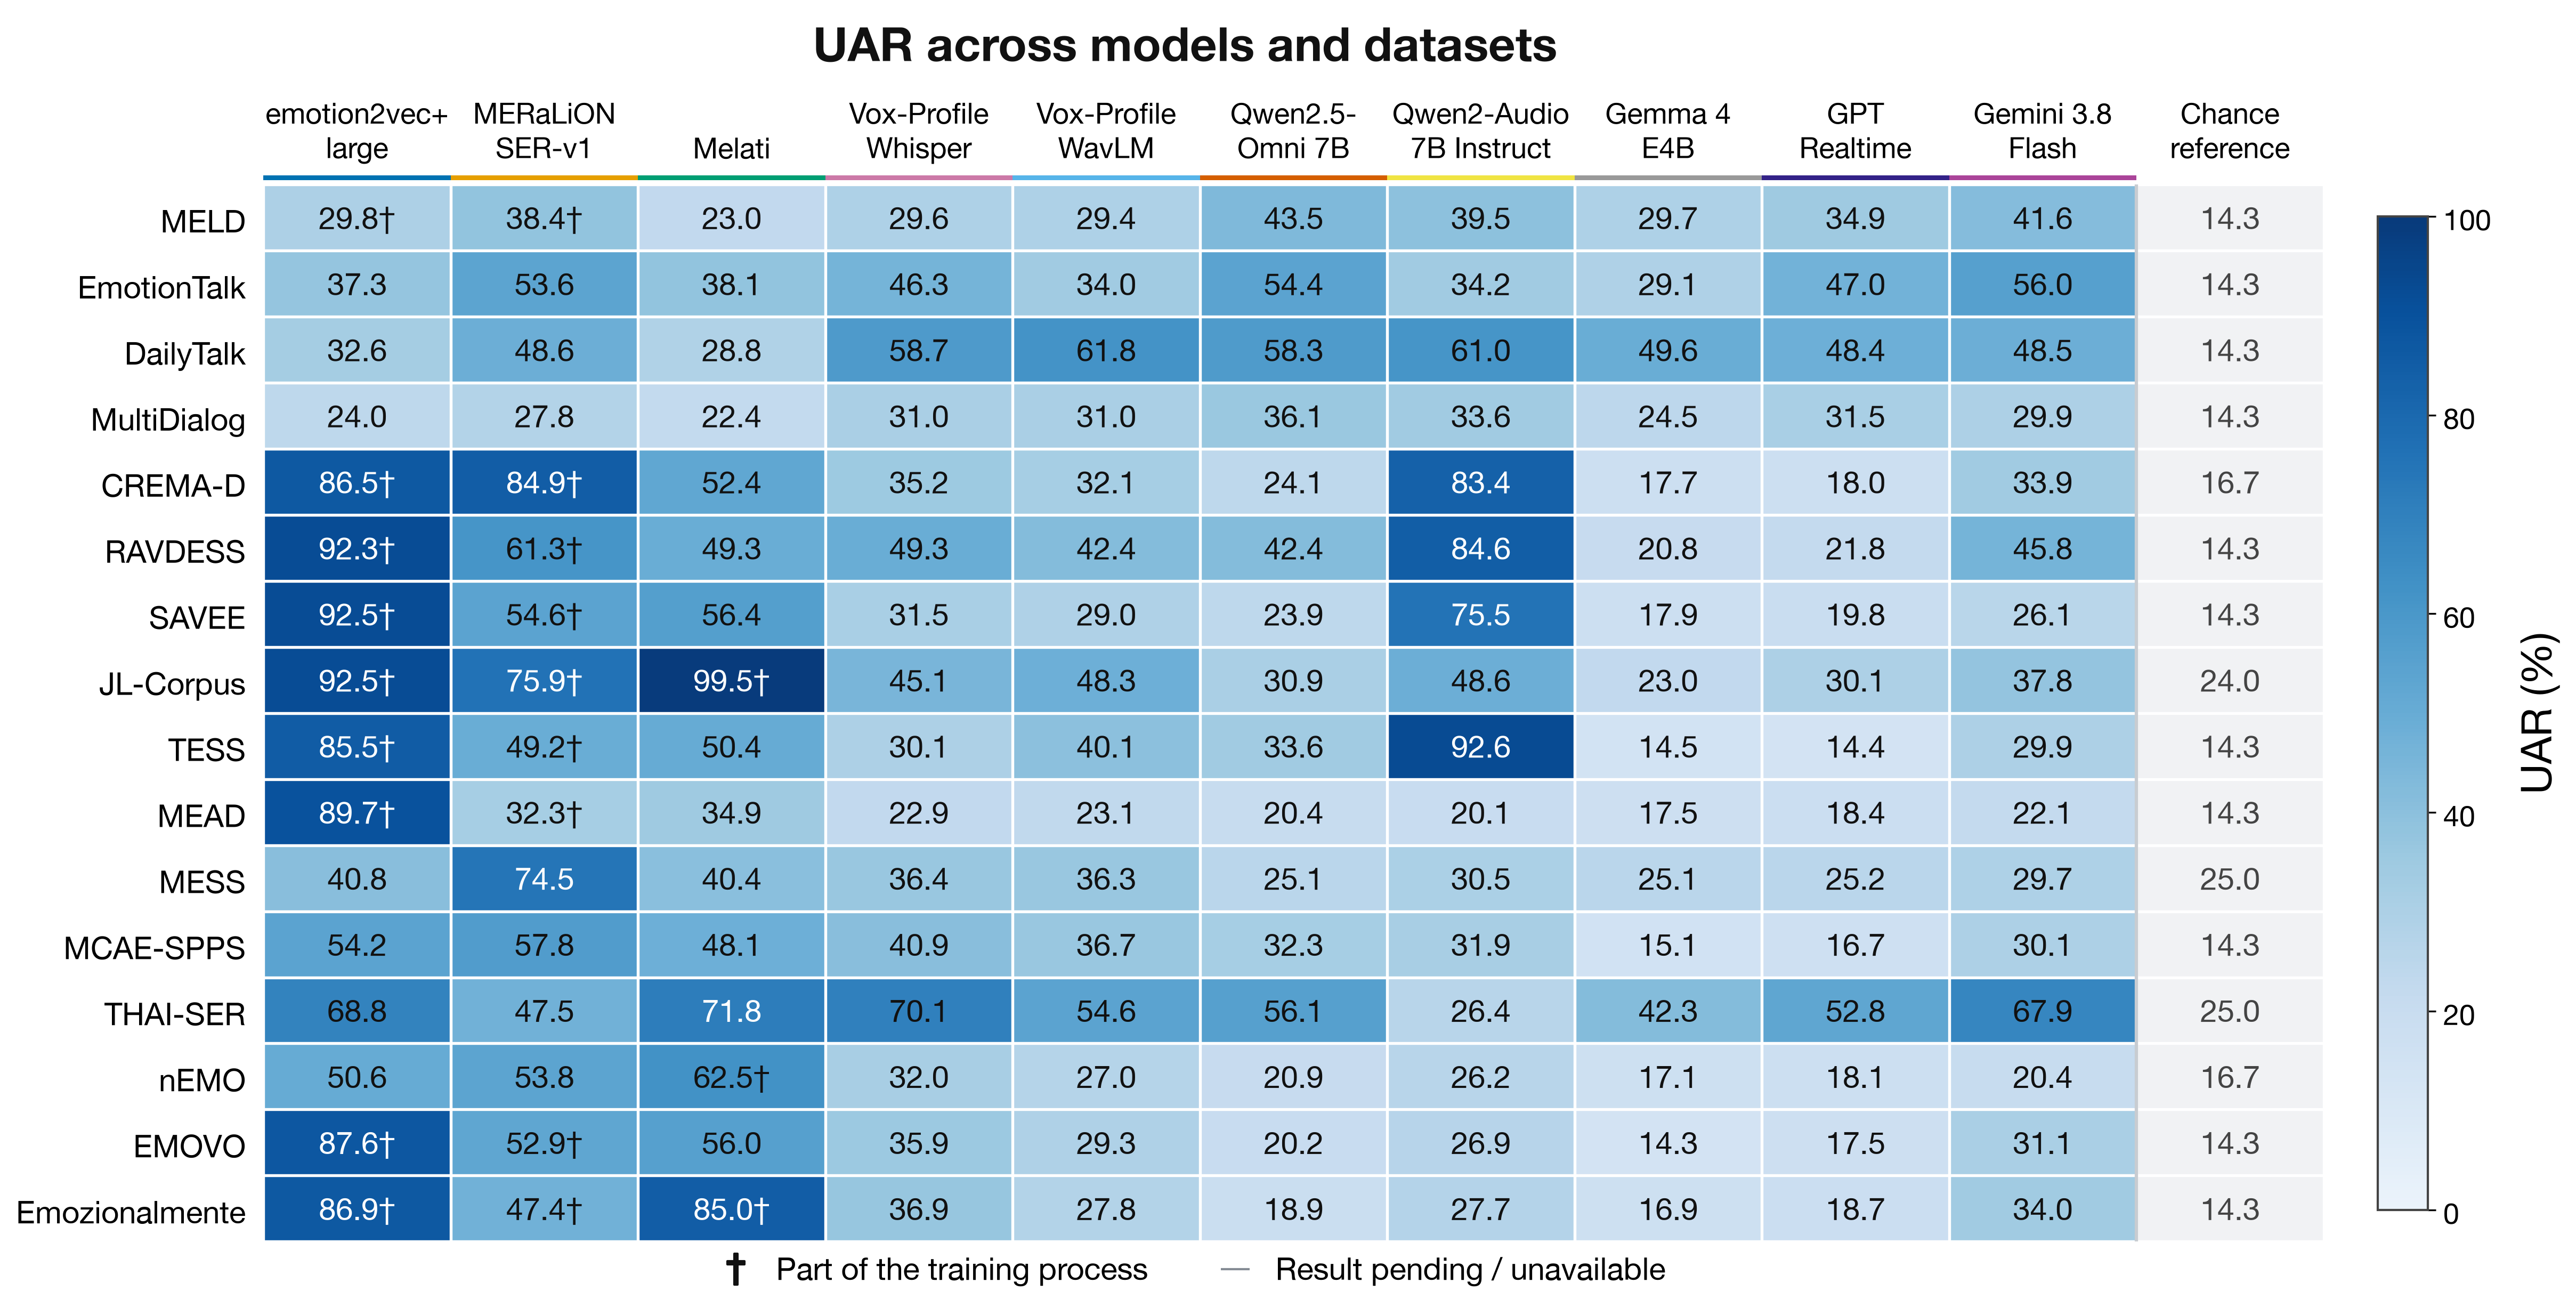 UAR across models and datasets
emotion2vec+ large MERaLiON SER-v1 Melati Vox-Profile Whisper Vox-Profile WavLM Qwen2.5-Omni 7B Qwen2-Audio 7B Instruct Gemma 4 E4B GPT Realtime Gemini 3.8 Flash Chance reference
MELD 29.8† 38.4† 23.0 29.6 29.4 43.5 39.5 29.7 34.9 41.6 14.3
EmotionTalk 37.3 53.6 38.1 46.3 34.0 54.4 34.2 29.1 47.0 56.0 14.3
DailyTalk 32.6 48.6 28.8 58.7 61.8 58.3 61.0 49.6 48.4 48.5 14.3
MultiDialog 24.0 27.8 22.4 31.0 31.0 36.1 33.6 24.5 31.5 29.9 14.3
CREMA-D 86.5† 84.9† 52.4 35.2 32.1 24.1 83.4 17.7 18.0 33.9 16.7
RAVDESS 92.3† 61.3† 49.3 49.3 42.4 42.4 84.6 20.8 21.8 45.8 14.3
SAVEE 92.5† 54.6† 56.4 31.5 29.0 23.9 75.5 17.9 19.8 26.1 14.3
JL-Corpus 92.5† 75.9† 99.5† 45.1 48.3 30.9 48.6 23.0 30.1 37.8 24.0
TESS 85.5† 49.2† 50.4 30.1 40.1 33.6 92.6 14.5 14.4 29.9 14.3
MEAD 89.7† 32.3† 34.9 22.9 23.1 20.4 20.1 17.5 18.4 22.1 14.3
MESS 40.8 74.5 40.4 36.4 36.3 25.1 30.5 25.1 25.2 29.7 25.0
MCAE-SPPS 54.2 57.8 48.1 40.9 36.7 32.3 31.9 15.1 16.7 30.1 14.3
THAI-SER 68.8 47.5 71.8 70.1 54.6 56.1 26.4 42.3 52.8 67.9 25.0
nEMO 50.6 53.8 62.5† 32.0 27.0 20.9 26.2 17.1 18.1 20.4 16.7
EMOVO 87.6† 52.9† 56.0 35.9 29.3 20.2 26.9 14.3 17.5 31.1 14.3
Emozionalmente 86.9† 47.4† 85.0† 36.9 27.8 18.9 27.7 16.9 18.7 34.0 14.3
† Part of the training process — Result pending / unavailable
100
80
60
40
20
0
UAR (%)